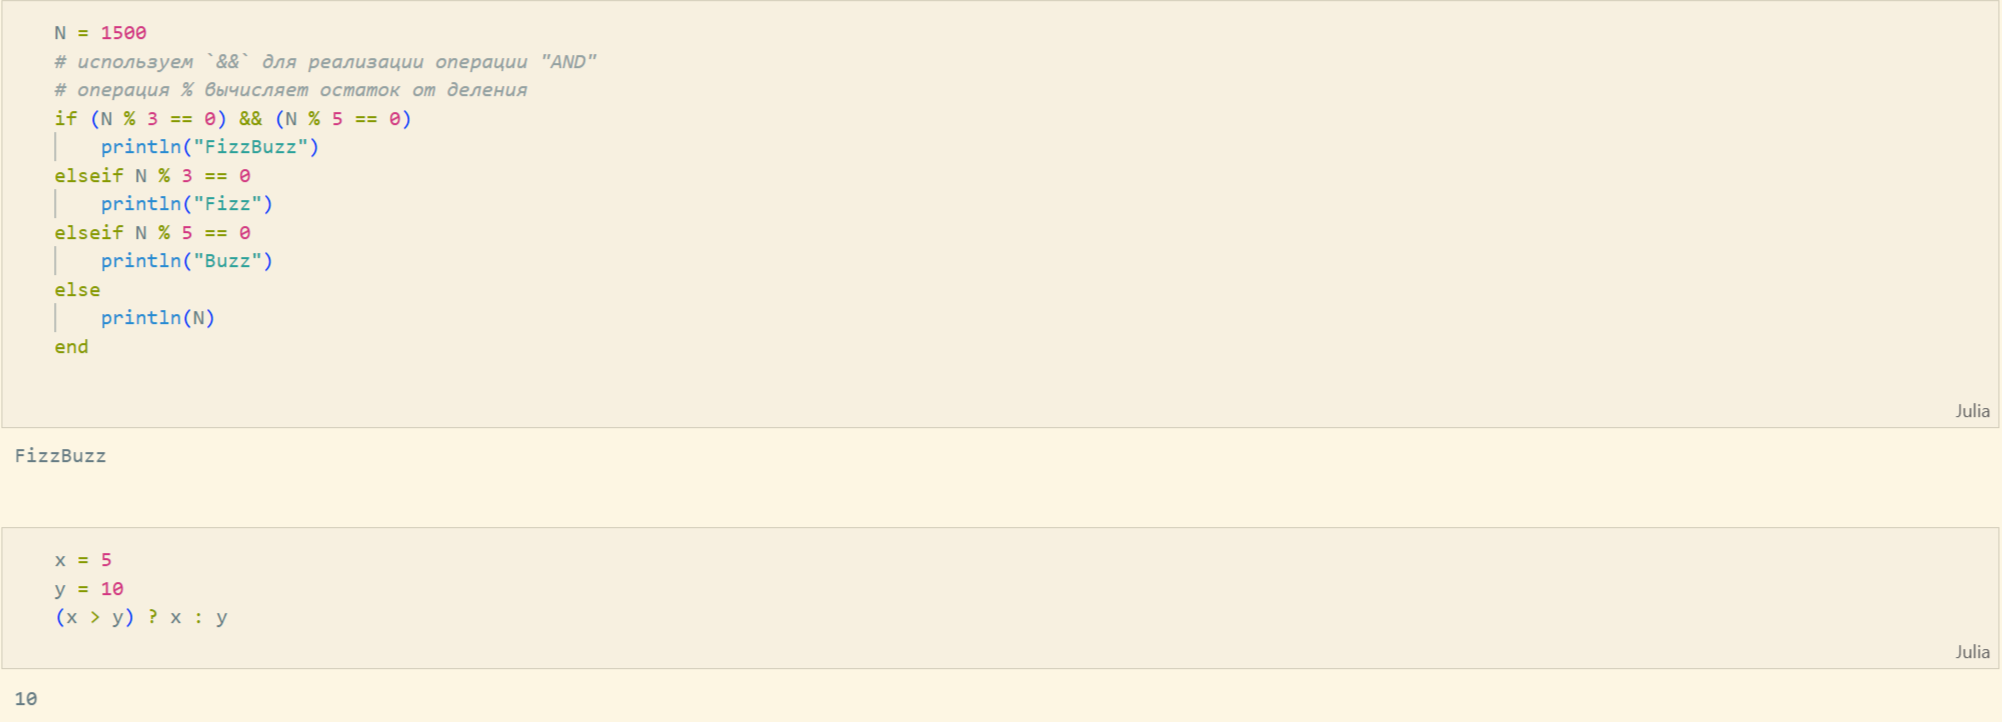 N = 1500
# используем `&&` для реализации операции "AND"
# операция % вычисляет остаток от деления
if (N % 3 == 0) && (N % 5 == 0)
    println("FizzBuzz")
elseif N % 3 == 0
    println("Fizz")
elseif N % 5 == 0
    println("Buzz")
else
    println(N)
end
Julia
FizzBuzz
x = 5
y = 10
(x > y) ? x : y
Julia
10